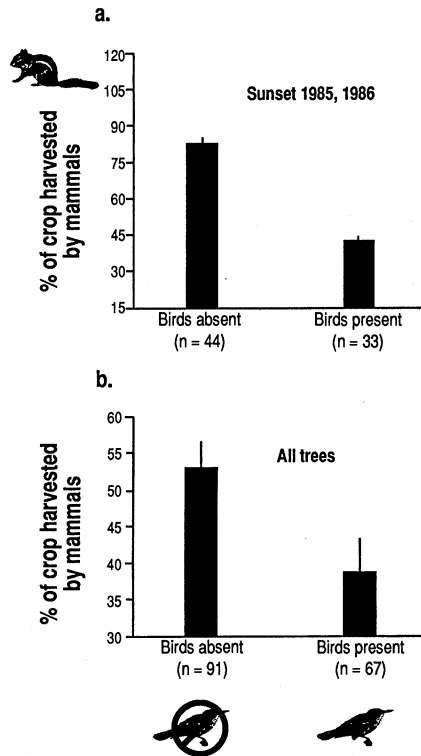 a.
120
105
90
75
60
45
30
15
% of crop harvested
by mammals
Sunset 1985, 1986
Birds absent
(n = 44)
Birds present
(n = 33)
b.
60
55
50
45
40
35
30
% of crop harvested
by mammals
All trees
Birds absent
(n = 91)
Birds present
(n = 67)